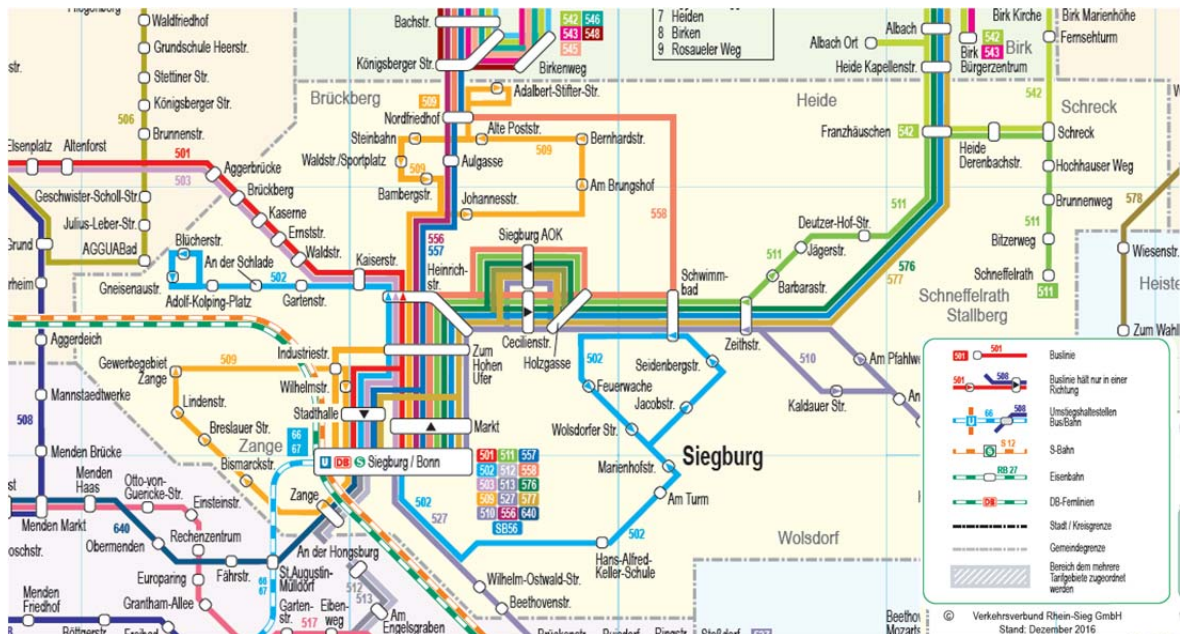 Waldfriedhof
Grundschule Heerstr.
Stettiner Str.
Königsberger Str.
506
Brunnenstr.
Elsenplatz
Altenforst
501
503
Geschwister-Scholl-Str.
Julius-Leber-Str.
AGGUABad
Aggerbrücke
Brückberg
Kaserne
Ernststr.
Waldstr.
Kaiserstr.
Blücherstr.
An der Schlade
502
Gneisenaustr.
Adolf-Kolping-Platz
Gartenstr.
Bachstr.
Königsberger Str.
Birkenweg
542 546
543 548
545
7 Heiden
8 Birken
9 Rosaueler Weg
Brückberg
509
Adalbert-Stifter-Str.
Nordfriedhof
Steinbahn
Alte Poststr.
Bernhardstr.
509
Waldstr./Sportplatz
509
Aulgasse
Bambergstr.
Johannesstr.
Am Brungshof
558
556
557
Heinrich-
str.
Siegburg AOK
Cecilienstr.
Holzgasse
Schwimm-
bad
Zeithstr.
Albach
Albach Ort
Heide Kapellenstr.
Birk Kirche
542
Birk 543
Birk
Bürgerzentrum
Birk Marienhöhe
Fernsehturm
542
Heide
Schreck
Franzhäuschen
542
Heide
Derenbachstr.
Schreck
Hochhauser Weg
Brunnenweg
511
Bitzerweg
Schneffelrath
511
578
Wiesenstr.
Zum Wahl
Deutzer-Hof-Str.
511
Jägerstr.
511
Barbarastr.
576
577
Schneffelrath
Stallberg
510
Am Pfahlwe
Kaldauer Str.
502
Seidenbergstr.
Feuerwache
Jacobstr.
Wolsdorfer Str.
Marienhofstr.
Am Turm
Siegburg
502
Hans-Alfred-
Keller-Schule
Wolsdorf
502
527
Wilhelm-Ostwald-Str.
Beethovenstr.
Industriestr.
Wilhelmstr.
Zum
Hohen
Ufer
Stadthalle
Markt
U DB S Siegburg / Bonn
501 511 557
502 512 558
503 513 576
509 527 577
510 556 640
SB56
Gewerbegebiet
Zange
509
Lindenstr.
Breslauer Str.
Bismarckstr.
Zange
66
67
Zange
An der Hongsburg
512
513
Am
Engelsgraben
Aggerdeich
Mannstaedtwerke
508
Menden Brücke
Menden
Haas
Otto-von-
Guericke-Str.
Einsteinstr.
Menden Markt
640
Obermenden
Rechenzentrum
Fährstr.
St.Augustin-
Mülldorf
66
67
Europaring
Grantham-Allee
Garten-
str.
517
Eiben-
weg
Menden
Friedhof
501 501 Buslinie
501 508 Buslinie hält nur in einer
Richtung
U 66 508 Umstiegshaltestellen
Bus/Bahn
S S 12 S-Bahn
RB 27 Eisenbahn
DB DB-Fernlinien
Stadt / Kreisgrenze
Gemeindegrenze
Bereich dem mehrere
Tarifgebiete zugeordnet
werden
© Verkehrsverbund Rhein-Sieg GmbH
Stand: Dezember 2016